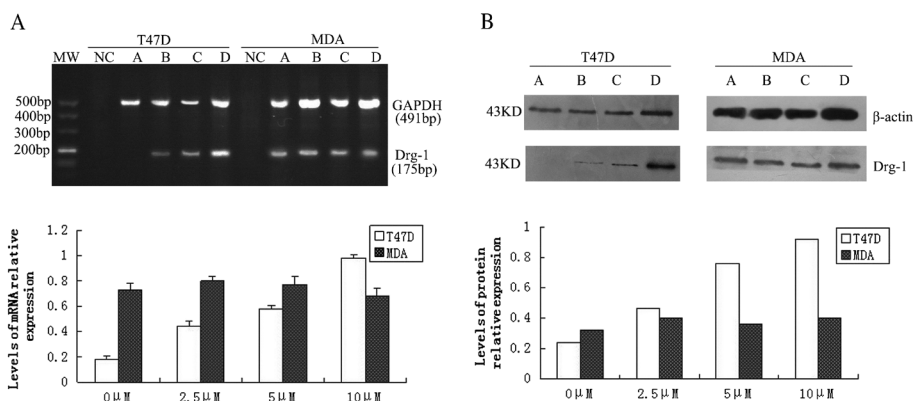 A
T47D
MDA
MW NC A B C D NC A B C D
500bp
400bp
300bp
200bp
GAPDH
(491bp)
Drg-1
(175bp)
Levels of mRNA relative
expression
1.2
1
0.8
0.6
0.4
0.2
0
T47D
MDA
0μM 2.5μM 5μM 10μM
B
T47D
MDA
A B C D A B C D
43KD
β-actin
43KD
Drg-1
Levels of protein
relative expression
1
0.8
0.6
0.4
0.2
0
T47D
MDA
0μM 2.5μM 5μM 10μM